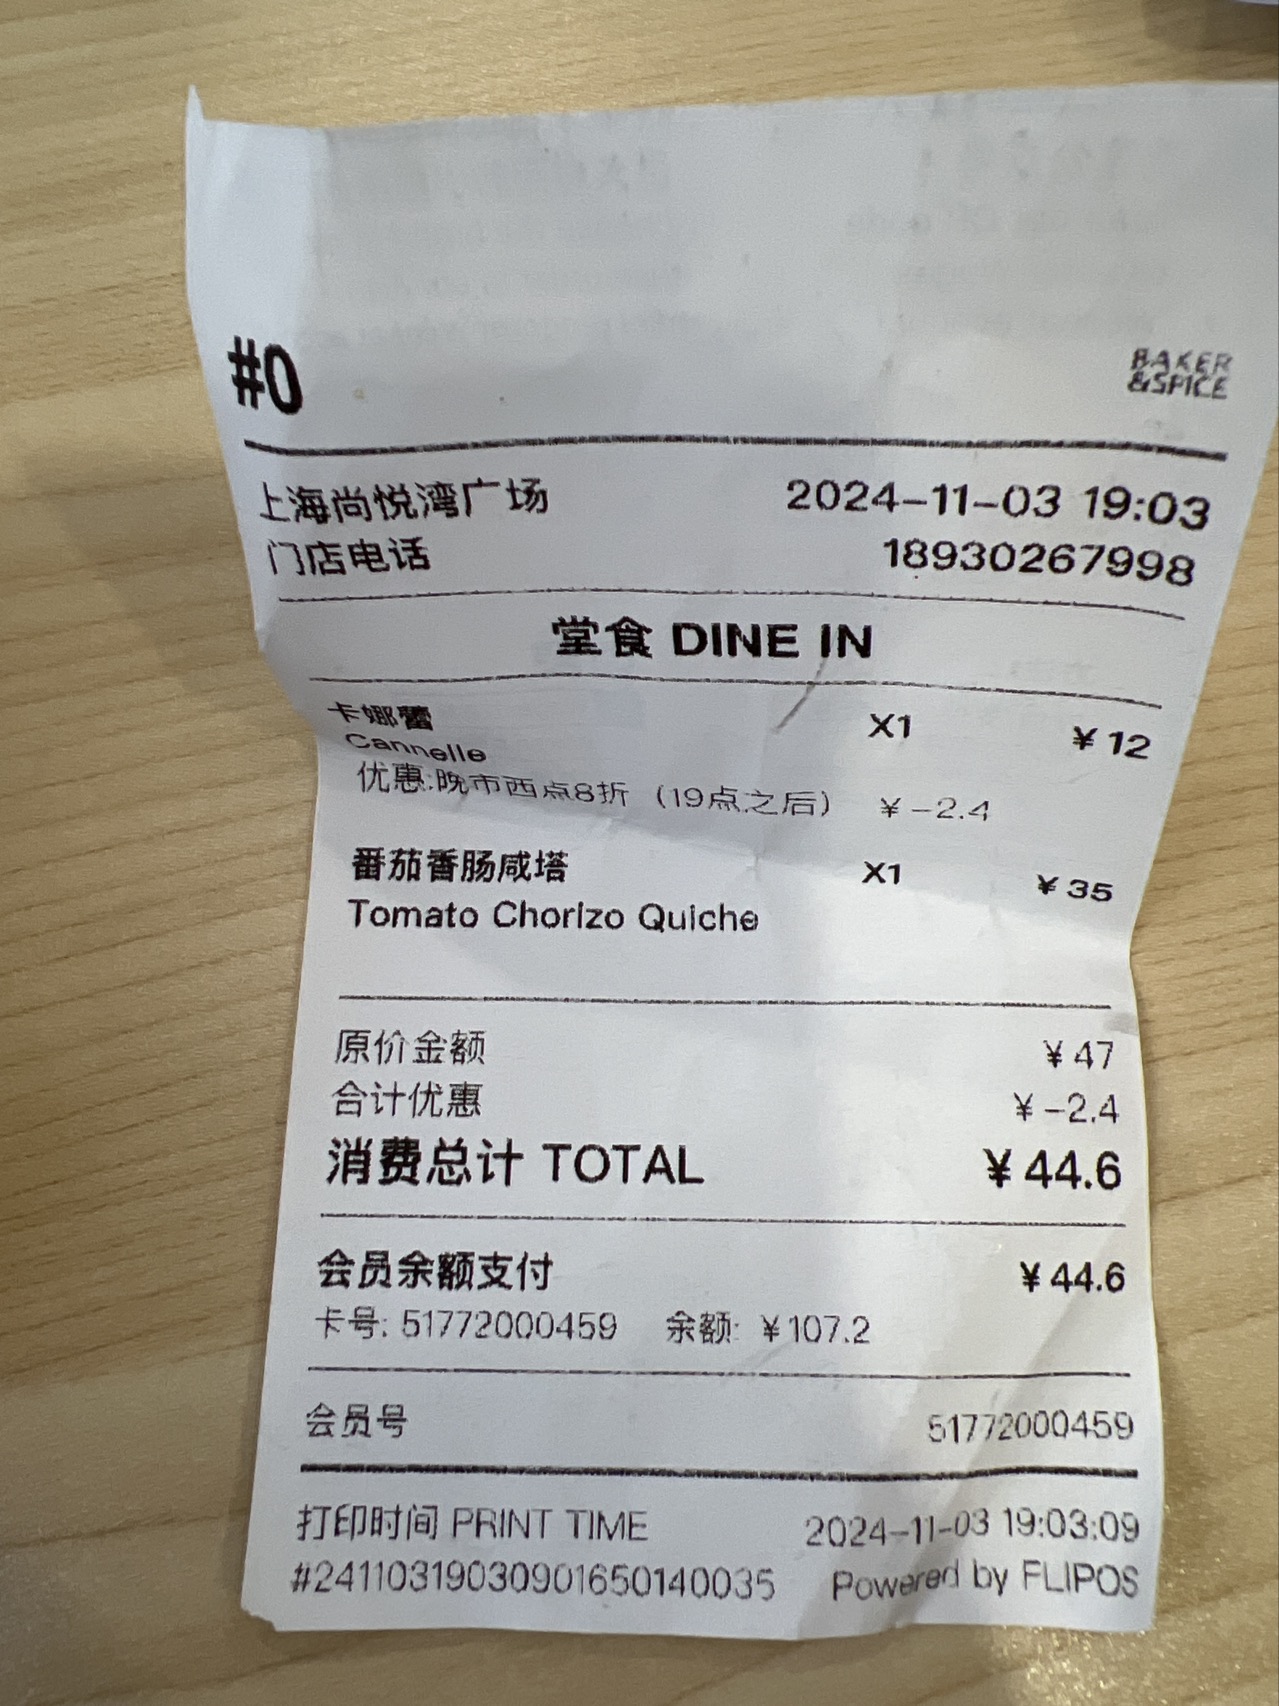 #0
BAKER
&SPICE
上海尚悦湾广场 2024-11-03 19:03
门店电话 18930267998
堂食 DINE IN
卡娜蕾 X1 ¥12
Cannelle
优惠:晚市西点8折（19点之后） ¥-2.4
番茄香肠咸塔 X1 ¥35
Tomato Chorizo Quiche
原价金额 ¥47
合计优惠 ¥-2.4
消费总计 TOTAL ¥44.6
会员余额支付 ¥44.6
卡号: 51772000459 余额: ¥107.2
会员号 51772000459
打印时间 PRINT TIME 2024-11-03 19:03:09
#24110319030901650140035 Powered by FLIPOS